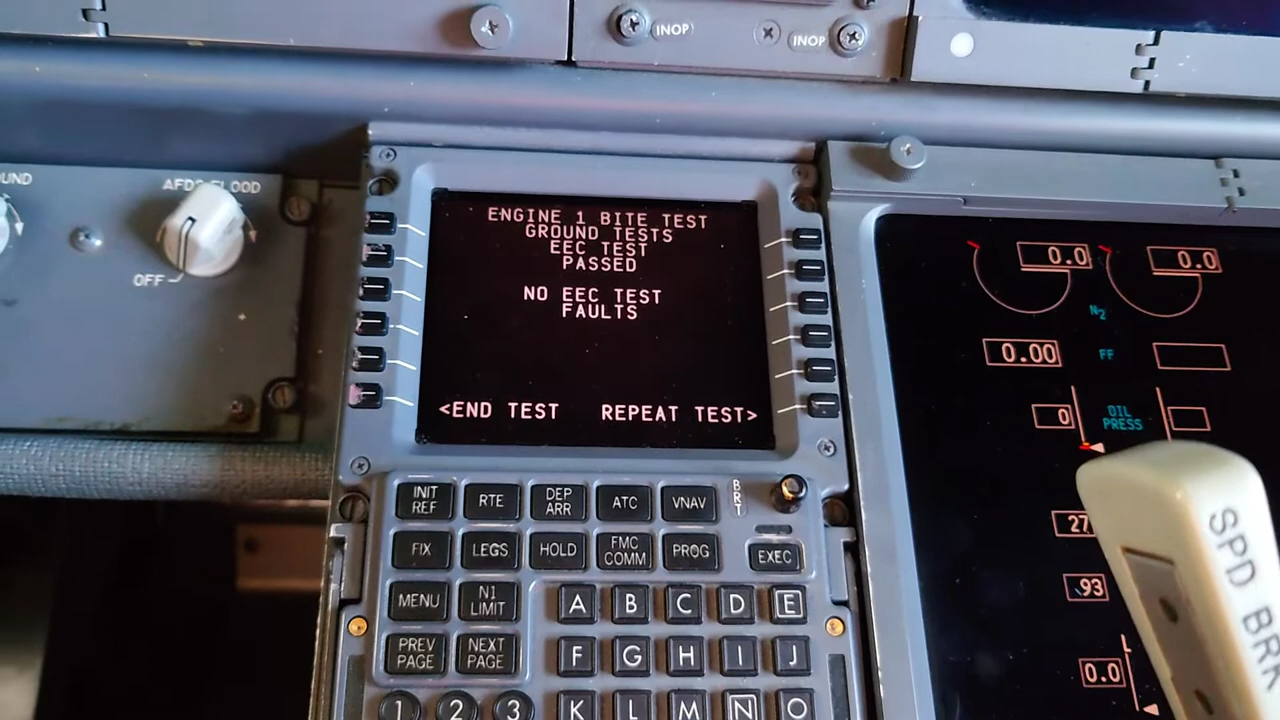 INOP
INOP
OUND
AFDS FLOOD
OFF
ENGINE 1 BITE TEST
GROUND TESTS
EEC TEST
PASSED
NO EEC TEST
FAULTS
<END TEST REPEAT TEST>
0.0 0.0
N2
0.00 FF
0 OIL
PRESS
27
93
0.0
SPD BRK
INIT
REF
RTE
DEP
ARR
ATC
VNAV
BRT
FIX
LEGS
HOLD
FMC
COMM
PROG
EXEC
MENU
N1
LIMIT
A B C D E
PREV
PAGE
NEXT
PAGE
F G H I J
1 2 3
K L M N O